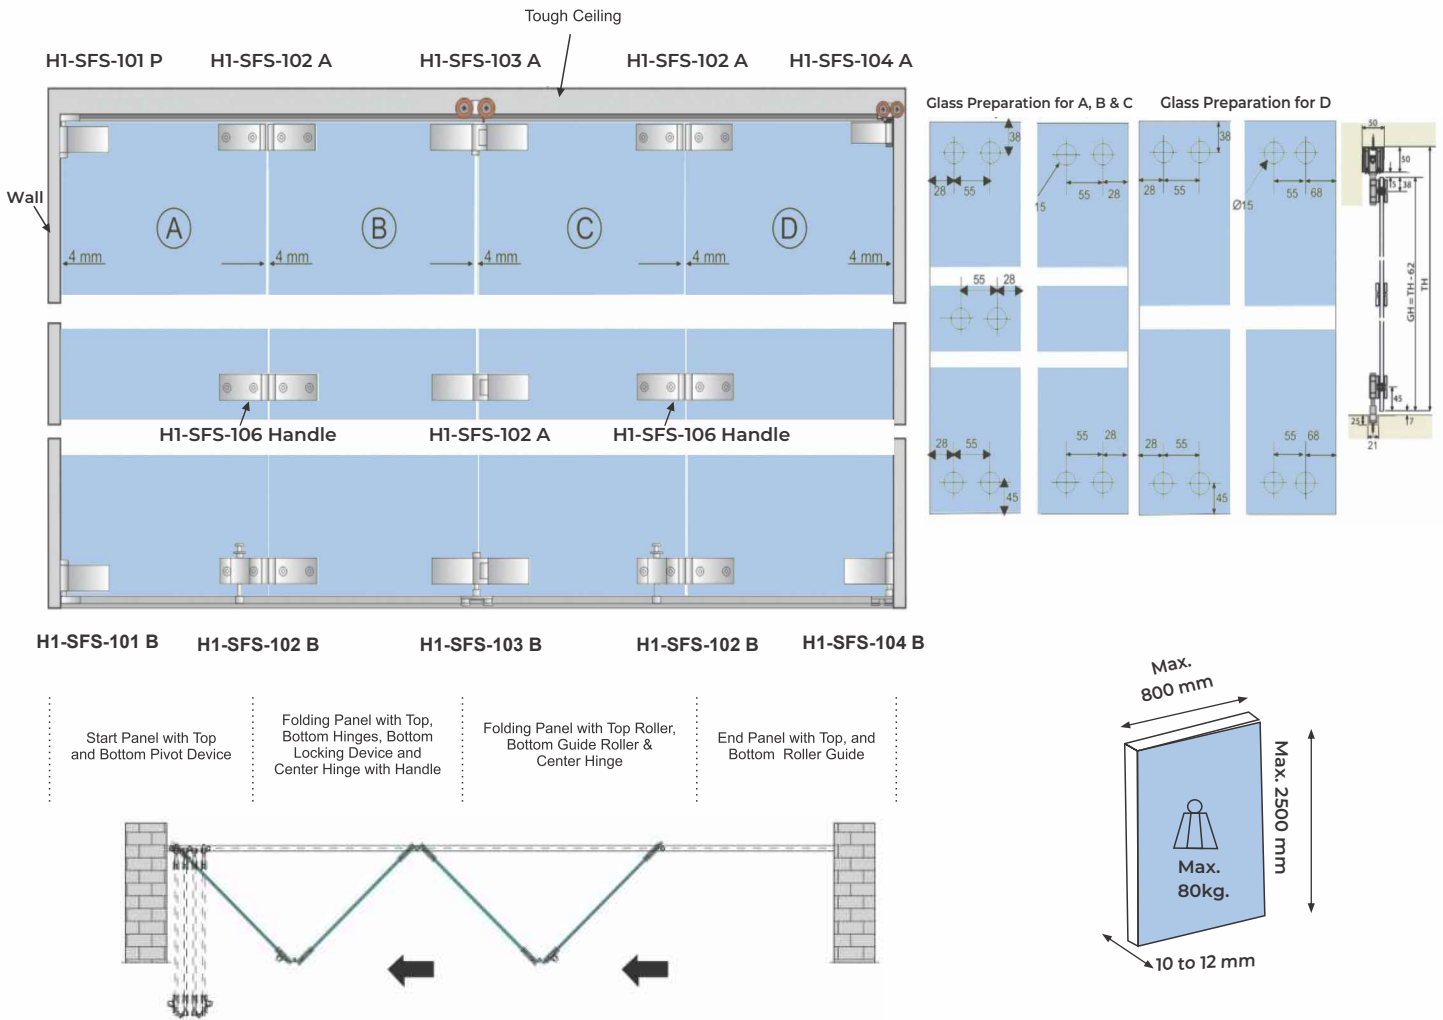 Tough Ceiling
H1-SFS-101 P
H1-SFS-102 A
H1-SFS-103 A
H1-SFS-102 A
H1-SFS-104 A
Wall
A
B
C
D
4 mm
4 mm
4 mm
4 mm
4 mm
H1-SFS-106 Handle
H1-SFS-102 A
H1-SFS-106 Handle
H1-SFS-101 B
H1-SFS-102 B
H1-SFS-103 B
H1-SFS-102 B
H1-SFS-104 B
Glass Preparation for A, B & C
38
28
55
15
55
28
55
28
28
55
45
55
28
Glass Preparation for D
38
28
55
Ø15
55
68
28
55
45
55
68
50
50
15
38
GH = TH - 62
TH
45
25
7
21
Start Panel with Top
and Bottom Pivot Device
Folding Panel with Top,
Bottom Hinges, Bottom
Locking Device and
Center Hinge with Handle
Folding Panel with Top Roller,
Bottom Guide Roller &
Center Hinge
End Panel with Top, and
Bottom Roller Guide
Max.
800 mm
Max. 2500 mm
Max.
80kg.
10 to 12 mm